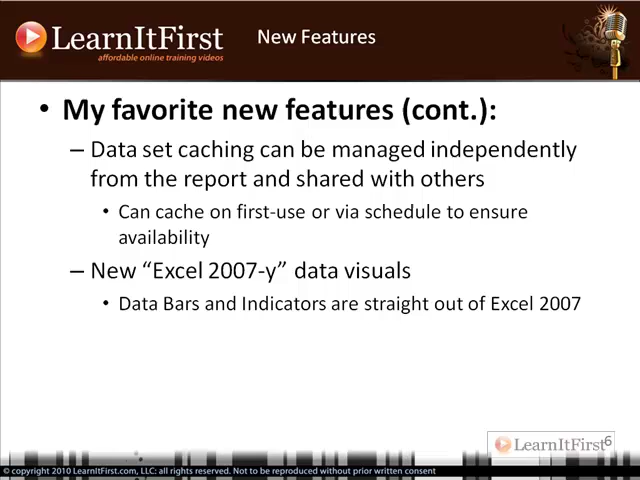 LearnItFirst
affordable online training videos
New Features
• My favorite new features (cont.):
– Data set caching can be managed independently
from the report and shared with others
• Can cache on first-use or via schedule to ensure
availability
– New “Excel 2007-y” data visuals
• Data Bars and Indicators are straight out of Excel 2007
LearnItFirst
6
© copyright 2010 LearnItFirst.com, LLC: all rights reserved. Not to be reproduced without prior written consent